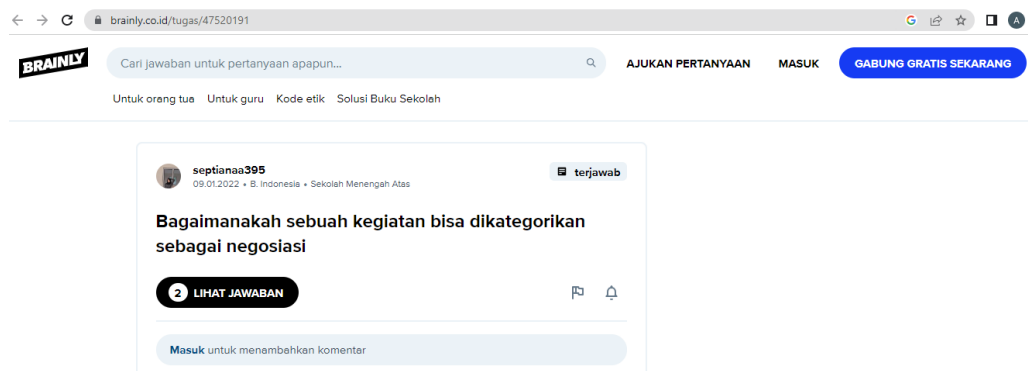 brainly.co.id/tugas/47520191
A
BRAINLY
Cari jawaban untuk pertanyaan apapun...
AJUKAN PERTANYAAN
MASUK
GABUNG GRATIS SEKARANG
Untuk orang tua Untuk guru Kode etik Solusi Buku Sekolah
septianaa395
terjawab
09.01.2022 • B. Indonesia • Sekolah Menengah Atas
Bagaimanakah sebuah kegiatan bisa dikategorikan
sebagai negosiasi
2 LIHAT JAWABAN
Masuk untuk menambahkan komentar